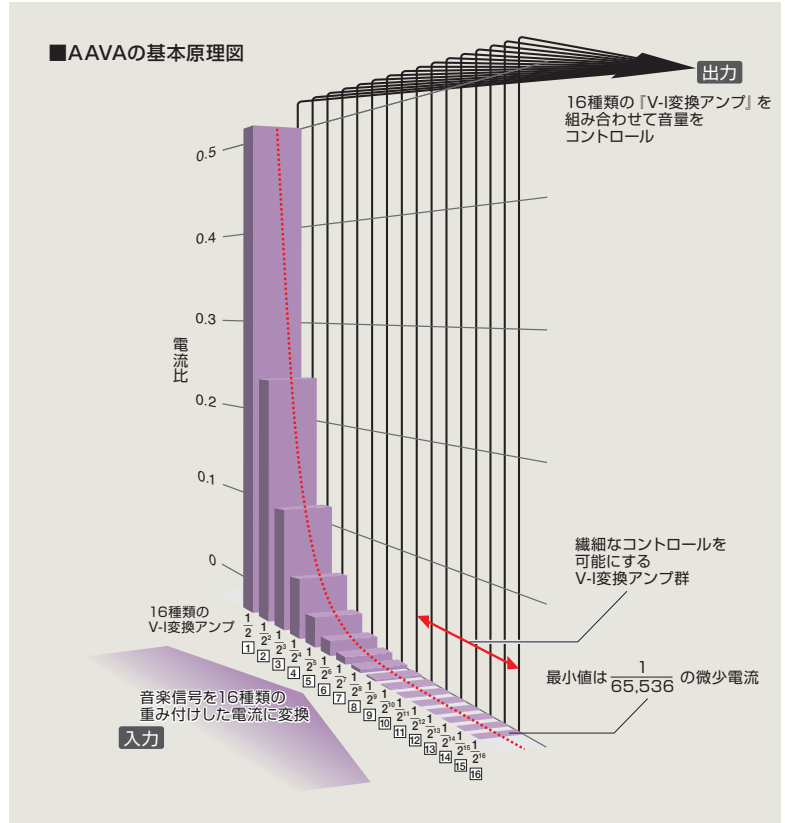 ■AAVAの基本原理図
出力
16種類の『V-I変換アンプ』を
組み合わせて音量を
コントロール
0.5
0.4
0.3
電流比
0.2
0.1
0
繊細なコントロールを
可能にする
V-I変換アンプ群
16種類の
V-I変換アンプ
1/2 1
1/2² 2
1/2³ 3
1/2⁴ 4
1/2⁵ 5
1/2⁶ 6
1/2⁷ 7
1/2⁸ 8
1/2⁹ 9
1/2¹⁰ 10
1/2¹¹ 11
1/2¹² 12
1/2¹³ 13
1/2¹⁴ 14
1/2¹⁵ 15
1/2¹⁶ 16
最小値は 1/65,536 の微少電流
音楽信号を16種類の
重み付けした電流に変換
入力